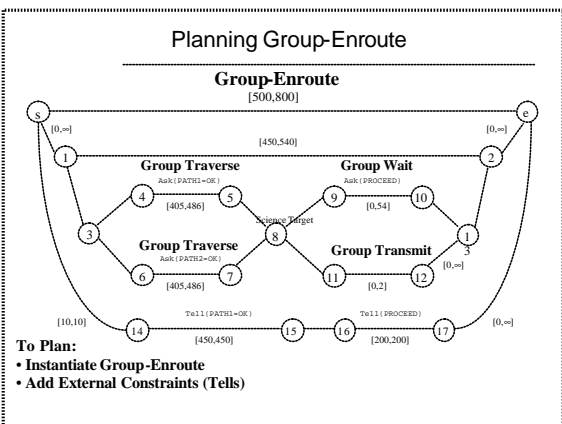 Planning Group-Enroute
Group-Enroute
[500,800]
s
e
[0,∞]
[0,∞]
[450,540]
1
2
Group Traverse
Group Wait
Ask(PATH1=OK)
Ask(PROCEED)
4
5
9
10
[405,486]
[0,54]
Science Target
3
8
1
3
Group Traverse
Group Transmit
Ask(PATH2=OK)
6
7
11
12
[0,∞]
[405,486]
[0,2]
Tell(PATH1=OK)
Tell(PROCEED)
[10,10]
[0,∞]
14
15
16
17
[450,450]
[200,200]
To Plan:
• Instantiate Group-Enroute
• Add External Constraints (Tells)